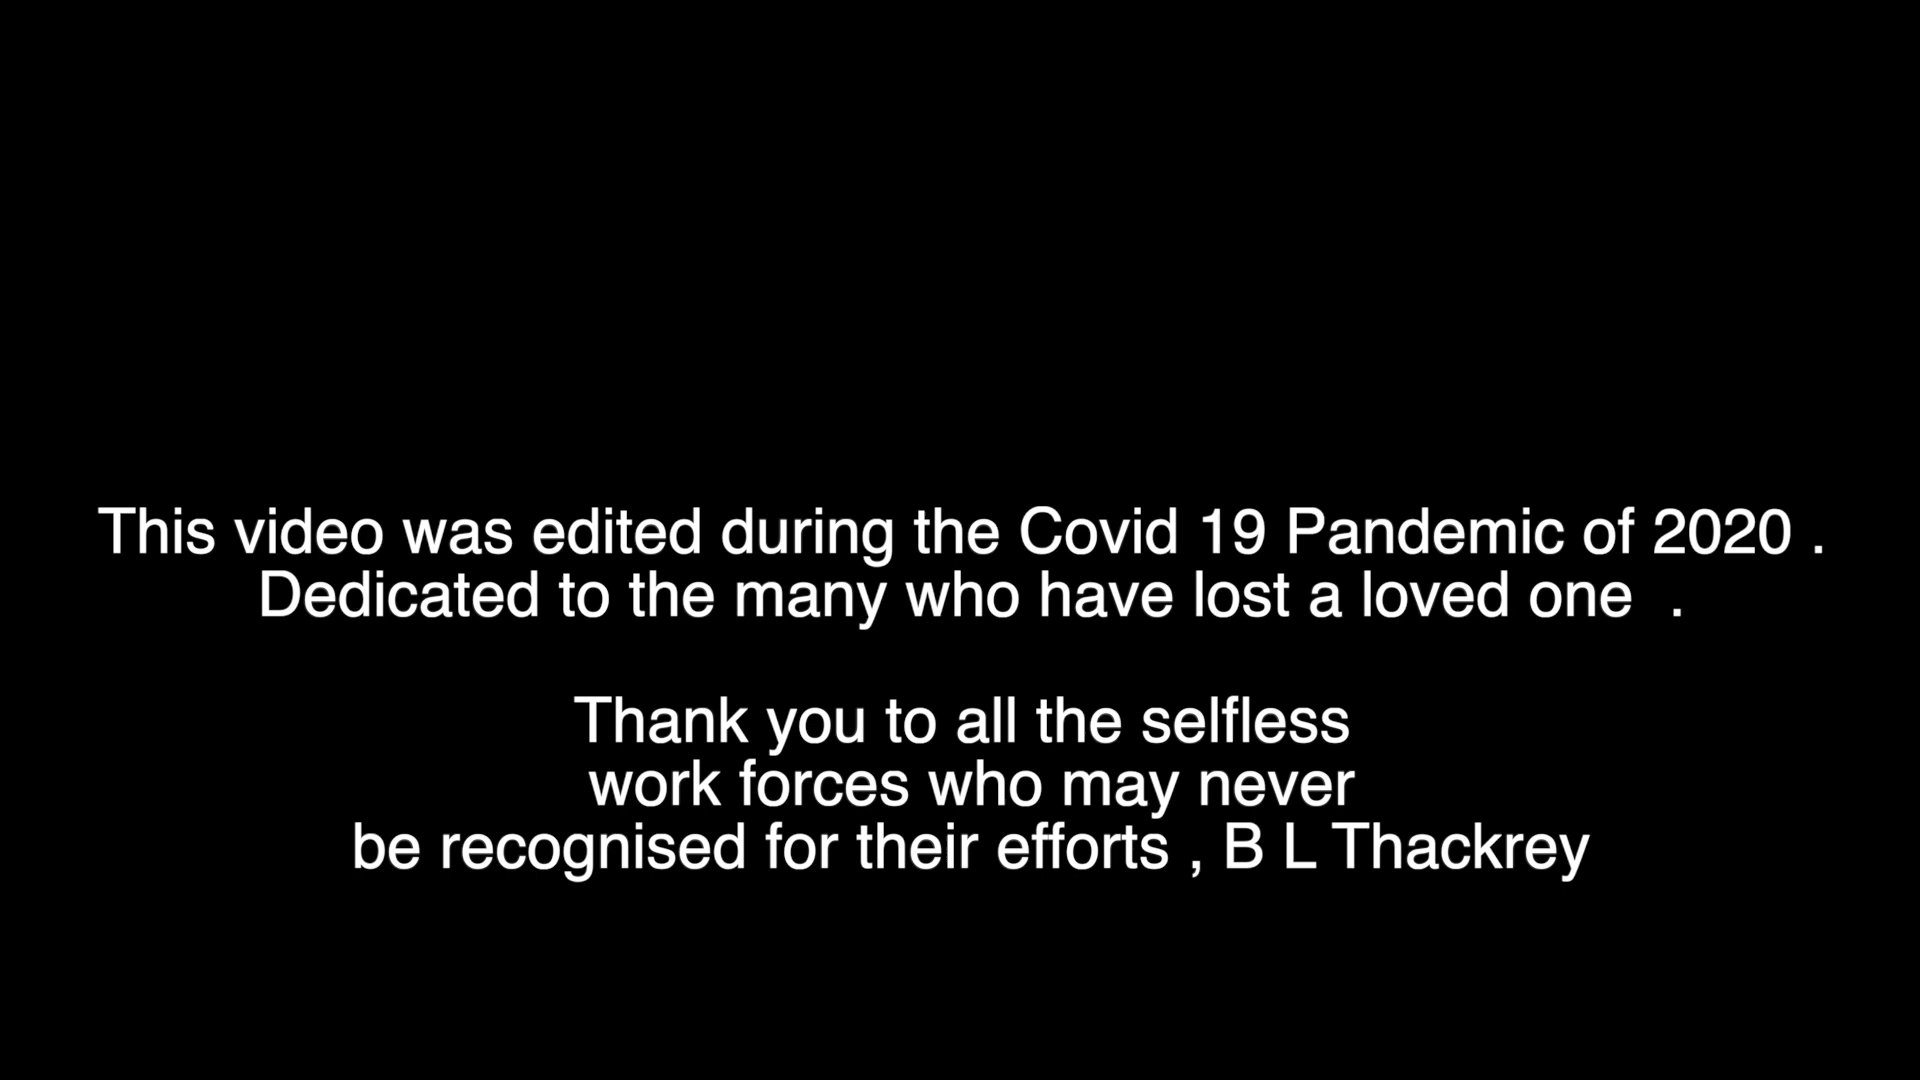 This video was edited during the Covid 19 Pandemic of 2020 .
Dedicated to the many who have lost a loved one  .
Thank you to all the selfless
work forces who may never
be recognised for their efforts , B L Thackrey